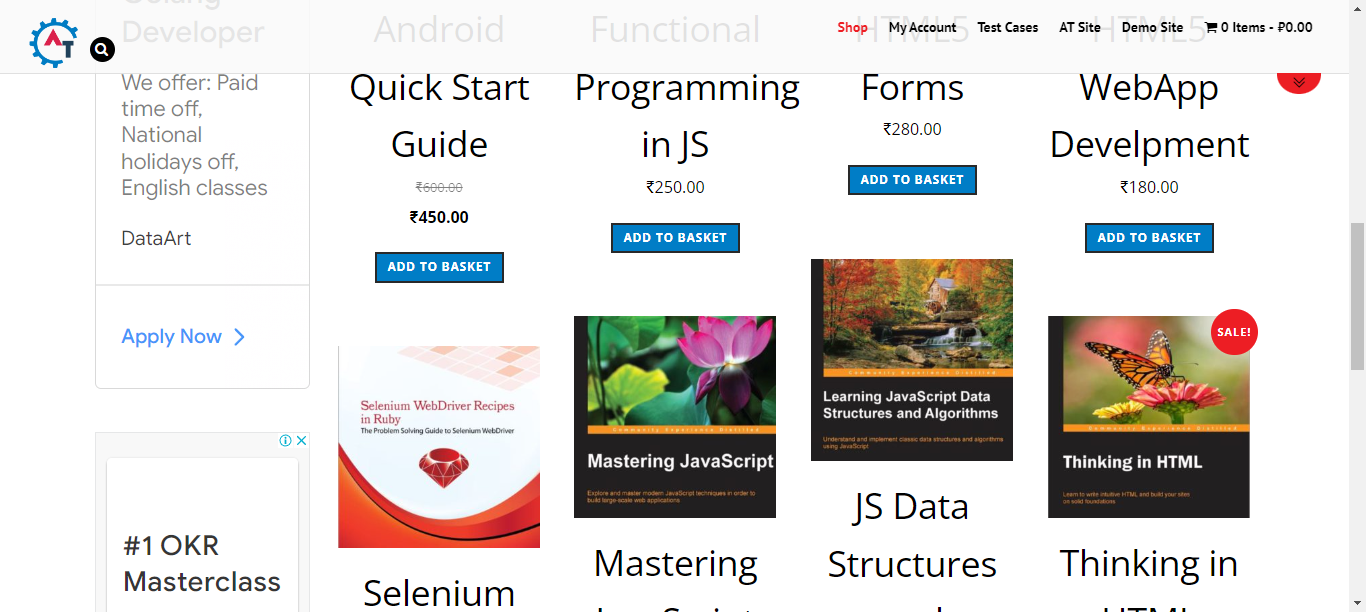 AT
Shop
My Account
Test Cases
AT Site
Demo Site
0 Items - ₽0.00
Golang
Developer
We offer: Paid
time off,
National
holidays off,
English classes
DataArt
Apply Now
#1 OKR
Masterclass
Android
Quick Start
Guide
₹600.00
₹450.00
ADD TO BASKET
Functional
Programming
in JS
₹250.00
ADD TO BASKET
HTML5
Forms
₹280.00
ADD TO BASKET
HTML5
WebApp
Develpment
₹180.00
ADD TO BASKET
Selenium WebDriver Recipes
in Ruby
The Problem Solving Guide to Selenium WebDriver
Selenium
Community Experience Distilled
Mastering JavaScript
Explore and master modern JavaScript techniques in order to
build large-scale web applications
Mastering
JavaScript
Community Experience Distilled
Learning JavaScript Data
Structures and Algorithms
Understand and implement classic data structures and algorithms
using JavaScript
JS Data
Structures
SALE!
Community Experience Distilled
Thinking in HTML
Learn to write intuitive HTML and build your sites
on solid foundations
Thinking in
HTML